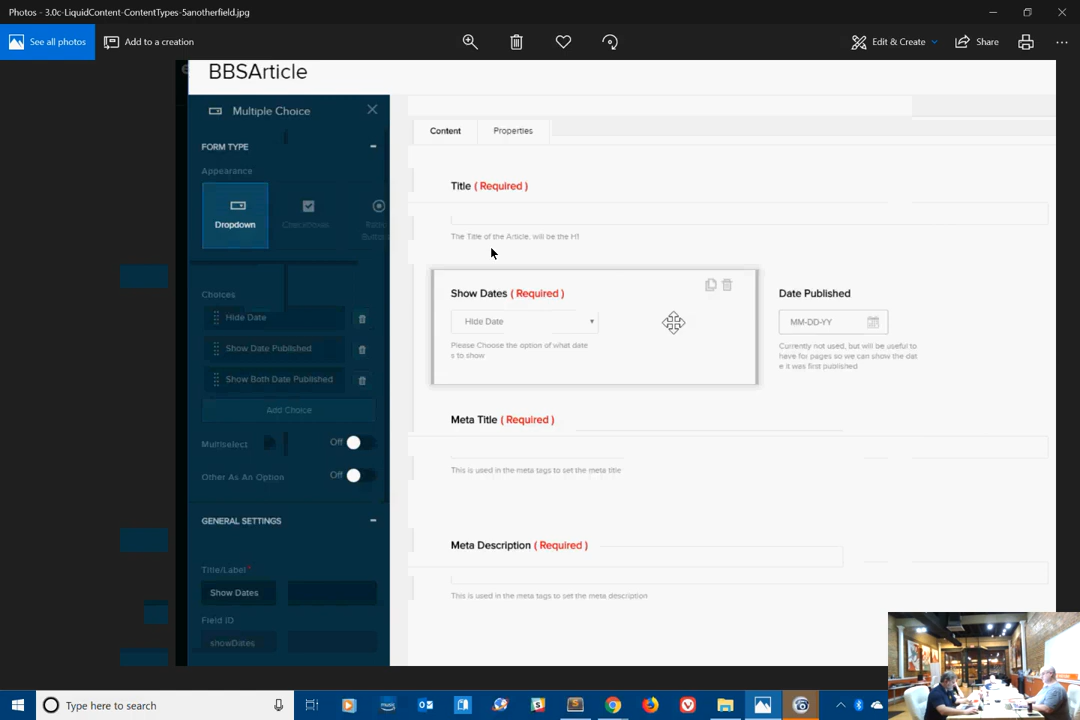 Photos - 3.0c-LiquidContent-ContentTypes-5anotherfield.jpg
See all photos
Add to a creation
Edit & Create
Share
BBSArticle
Multiple Choice
FORM TYPE
Appearance
Dropdown
Checkboxes
Radio
Buttons
Choices
Hide Date
Show Date Published
Show Both Date Published
Add Choice
Multiselect
Off
Other As An Option
Off
GENERAL SETTINGS
Title/Label*
Show Dates
Field ID
showDates
Content
Properties
Title ( Required )
The Title of the Article, will be the H1
Show Dates ( Required )
Hide Date
Please Choose the option of what date
s to show
Date Published
MM-DD-YY
Currently not used, but will be useful to
have for pages so we can show the dat
e it was first published
Meta Title ( Required )
This is used in the meta tags to set the meta title
Meta Description ( Required )
This is used in the meta tags to set the meta description
Type here to search